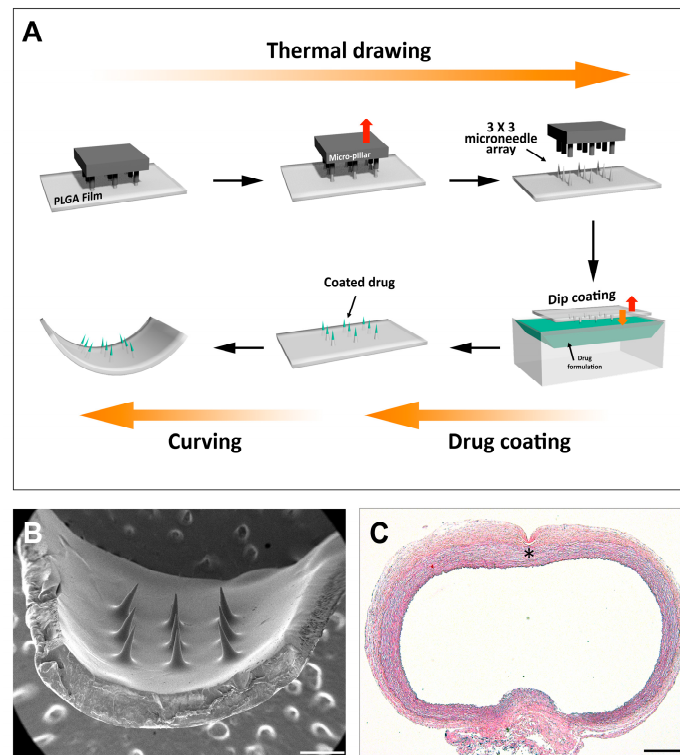 A
Thermal drawing
PLGA Film
Micro-pillar
3 X 3
microneedle
array
Dip coating
Drug
formulation
Coated drug
Curving
Drug coating
B
C
*